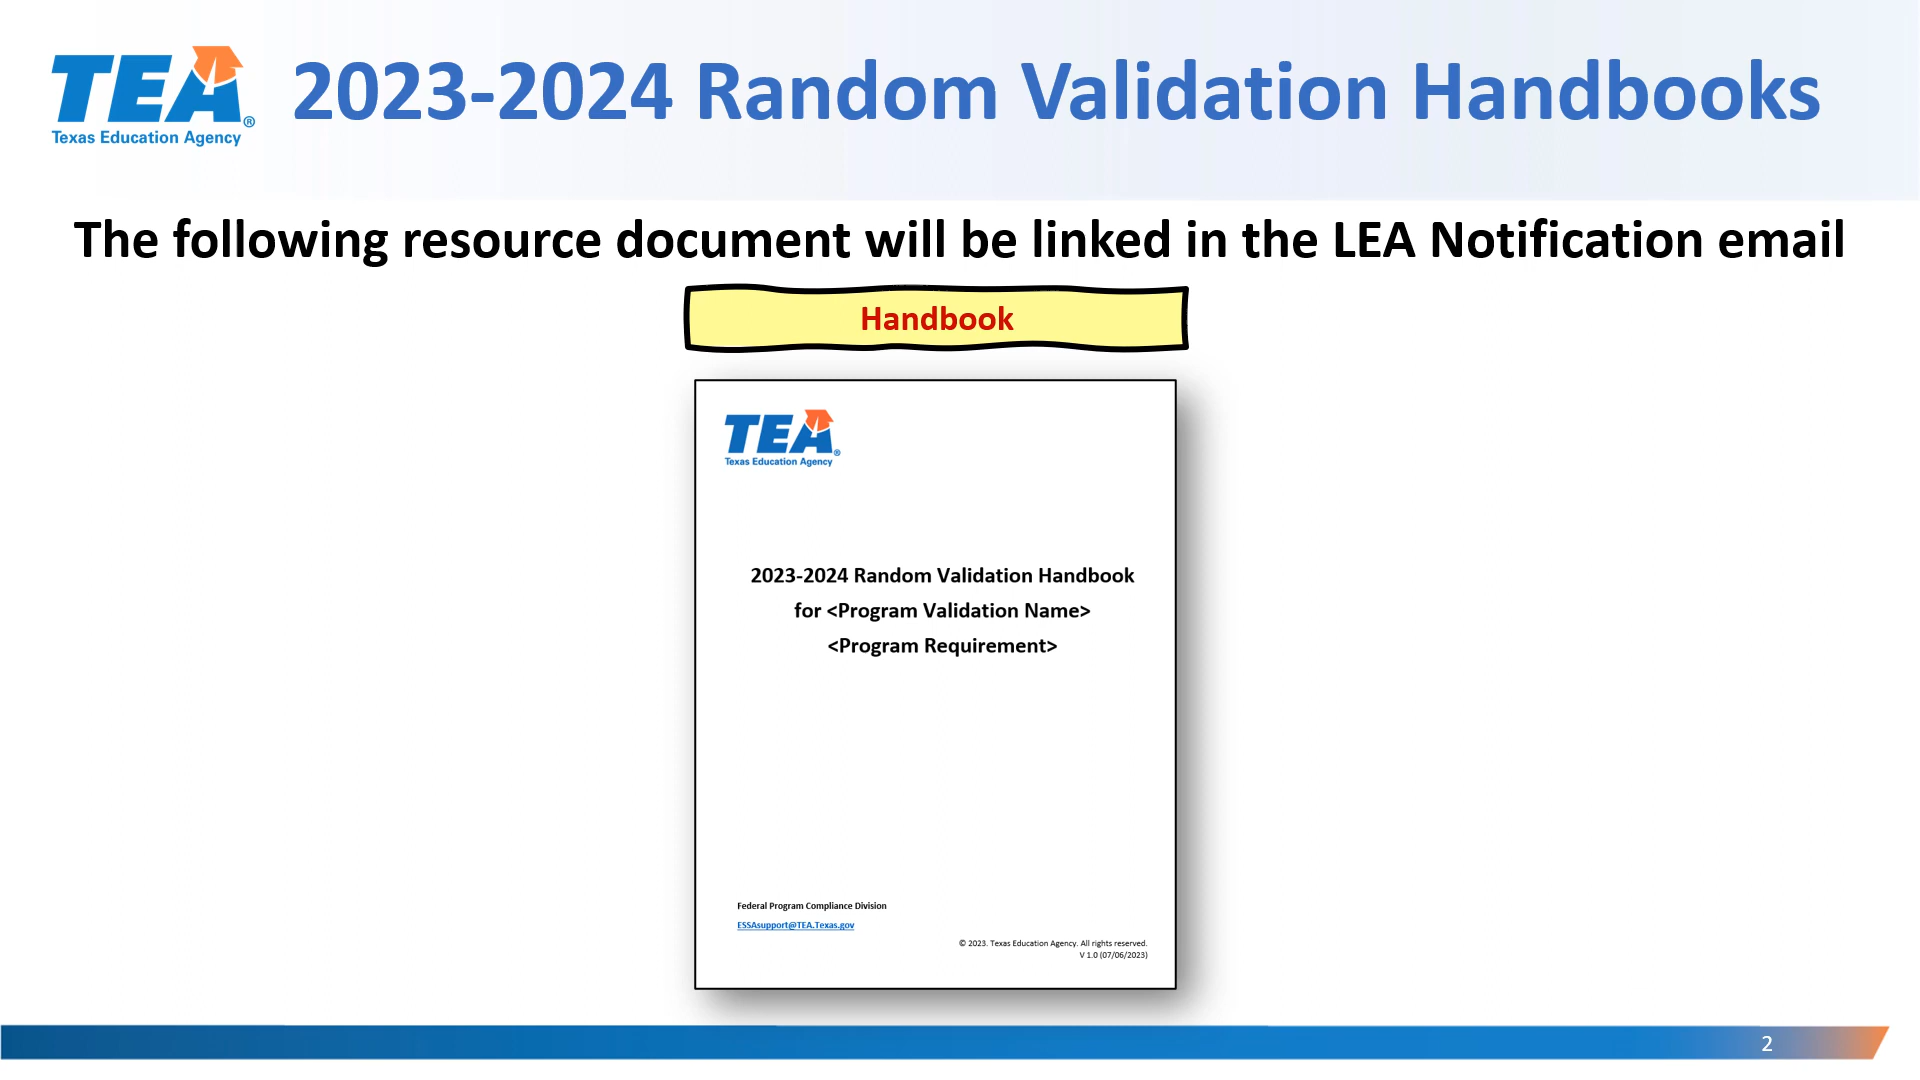 TEA®
Texas Education Agency
2023-2024 Random Validation Handbooks
The following resource document will be linked in the LEA Notification email
Handbook
TEA®
Texas Education Agency
2023-2024 Random Validation Handbook
for <Program Validation Name>
<Program Requirement>
Federal Program Compliance Division
ESSAsupport@TEA.Texas.gov
© 2023. Texas Education Agency. All rights reserved.
V 1.0 (07/06/2023)
2